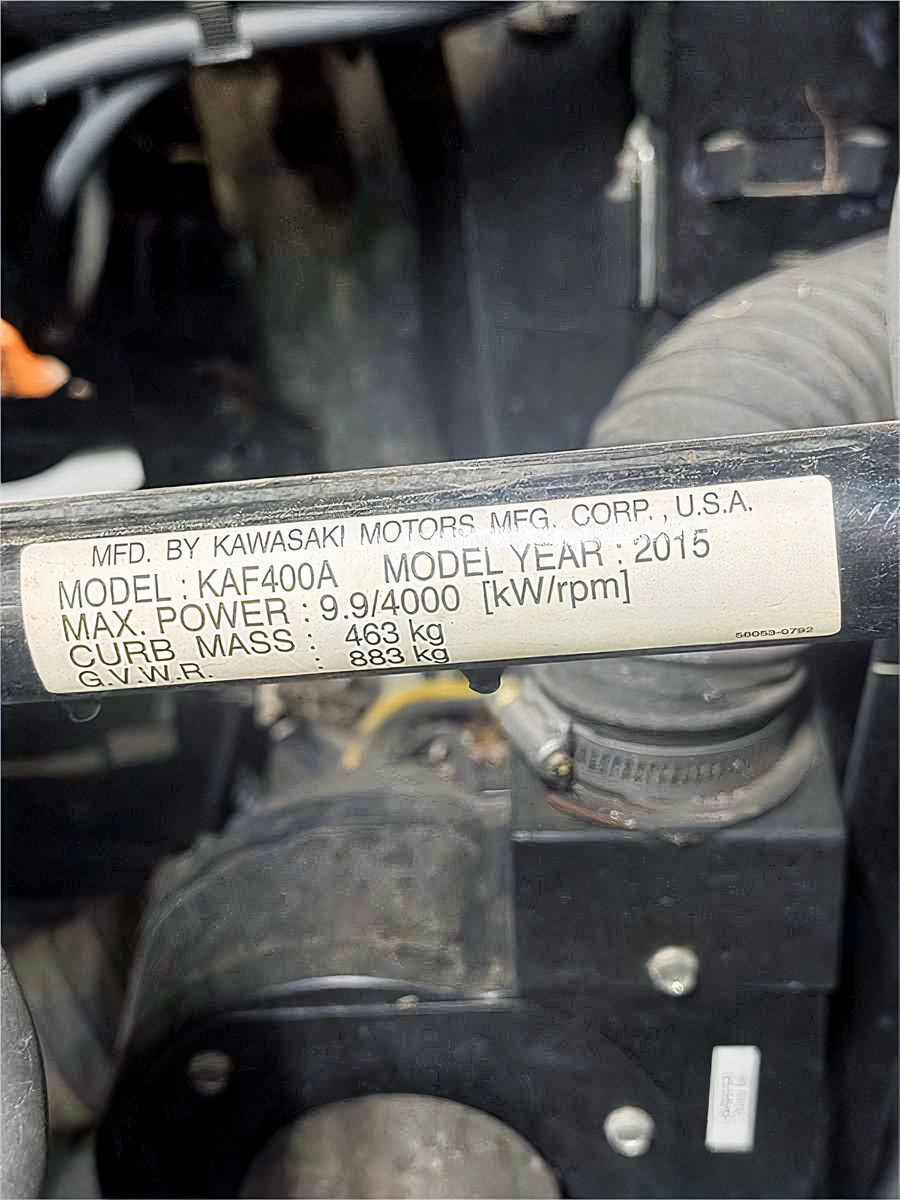 MFD. BY KAWASAKI MOTORS MFG. CORP., U.S.A.
MODEL : KAF400A MODEL YEAR : 2015
MAX. POWER : 9.9/4000 [kW/rpm]
CURB MASS : 463 kg
G.V.W.R. : 883 kg
58053-0792